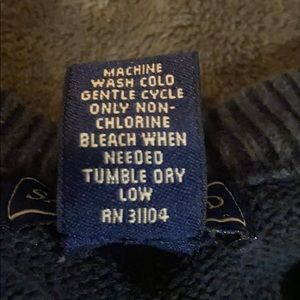 MACHINE
WASH COLD
GENTLE CYCLE
ONLY NON-
CHLORINE
BLEACH WHEN
NEEDED
TUMBLE DRY
LOW
RN 31104